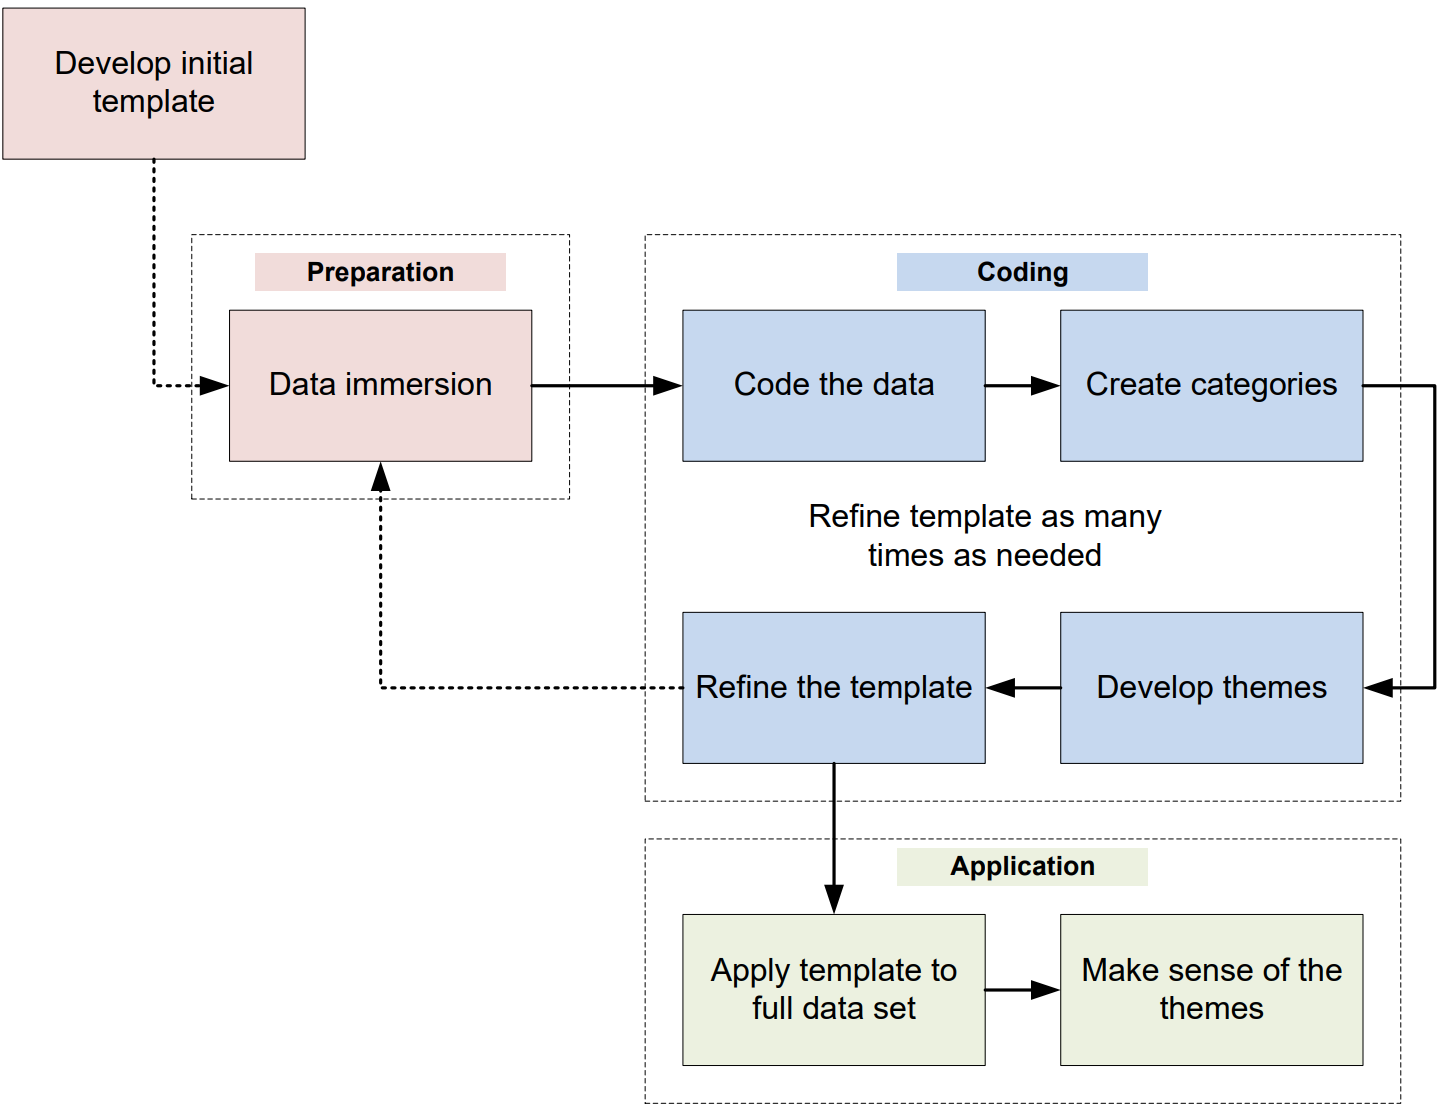 Develop initial
template
Preparation
Data immersion
Coding
Code the data
Create categories
Refine template as many
times as needed
Refine the template
Develop themes
Application
Apply template to
full data set
Make sense of the
themes